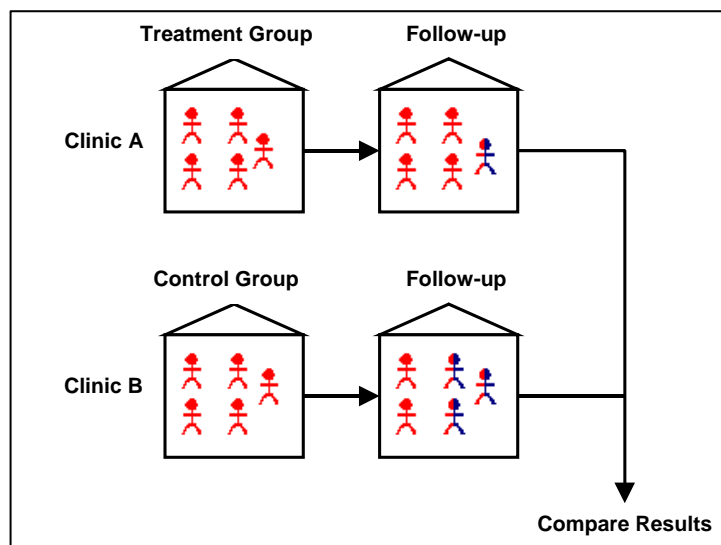 Treatment Group
Follow-up
Clinic A
Control Group
Follow-up
Clinic B
Compare Results